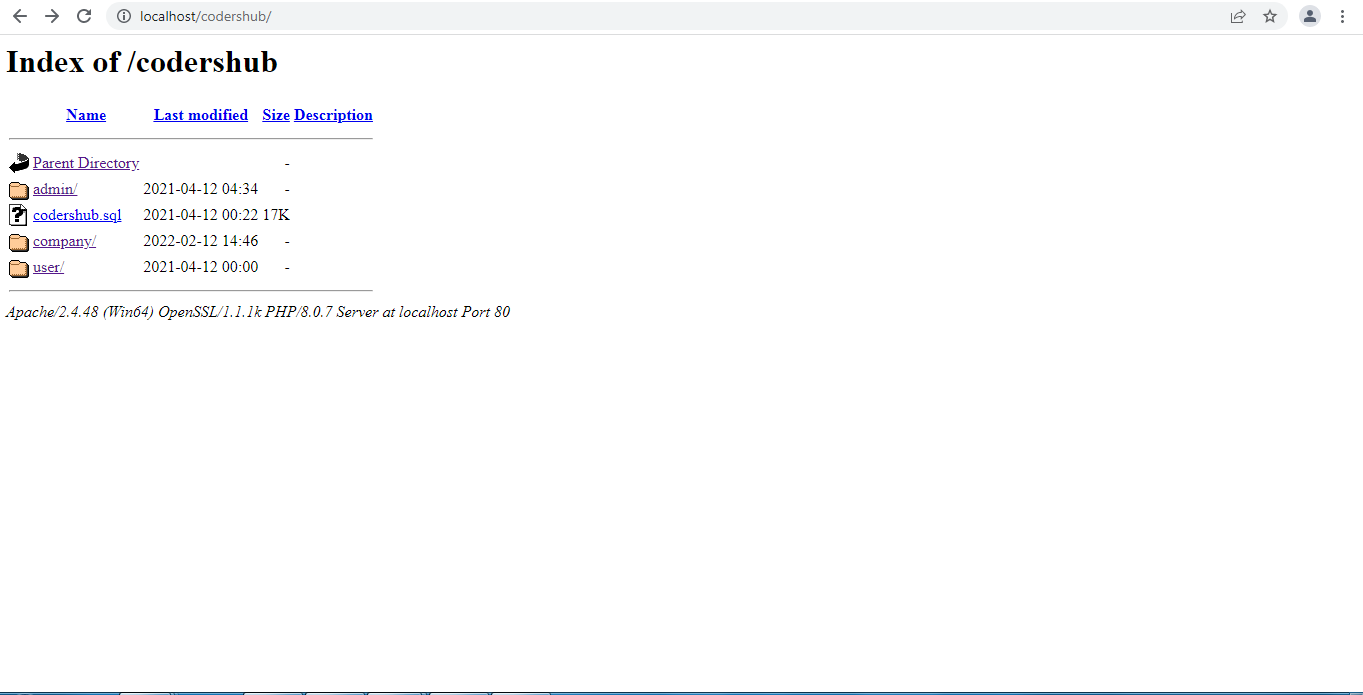 localhost/codershub/
Index of /codershub
Name Last modified Size Description
Parent Directory -
admin/ 2021-04-12 04:34 -
codershub.sql 2021-04-12 00:22 17K
company/ 2022-02-12 14:46 -
user/ 2021-04-12 00:00 -
Apache/2.4.48 (Win64) OpenSSL/1.1.1k PHP/8.0.7 Server at localhost Port 80